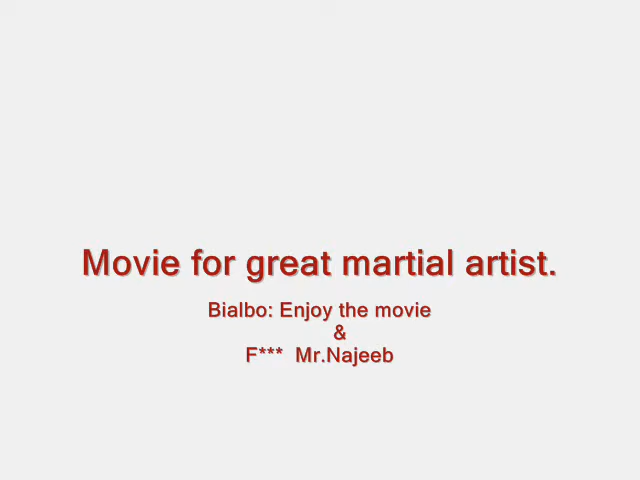 Movie for great martial artist.
Bialbo: Enjoy the movie
&
F*** Mr.Najeeb